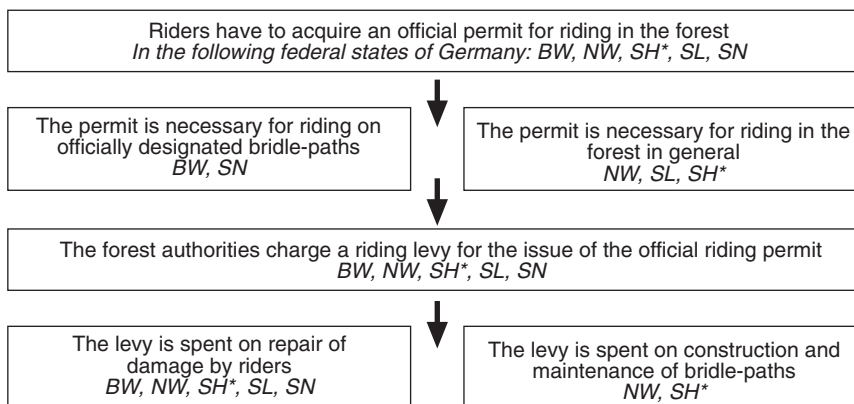 Riders have to acquire an official permit for riding in the forest
In the following federal states of Germany: BW, NW, SH*, SL, SN
The permit is necessary for riding on
officially designated bridle-paths
BW, SN
The permit is necessary for riding in the
forest in general
NW, SL, SH*
The forest authorities charge a riding levy for the issue of the official riding permit
BW, NW, SH*, SL, SN
The levy is spent on repair of
damage by riders
BW, NW, SH*, SL, SN
The levy is spent on construction and
maintenance of bridle-paths
NW, SH*